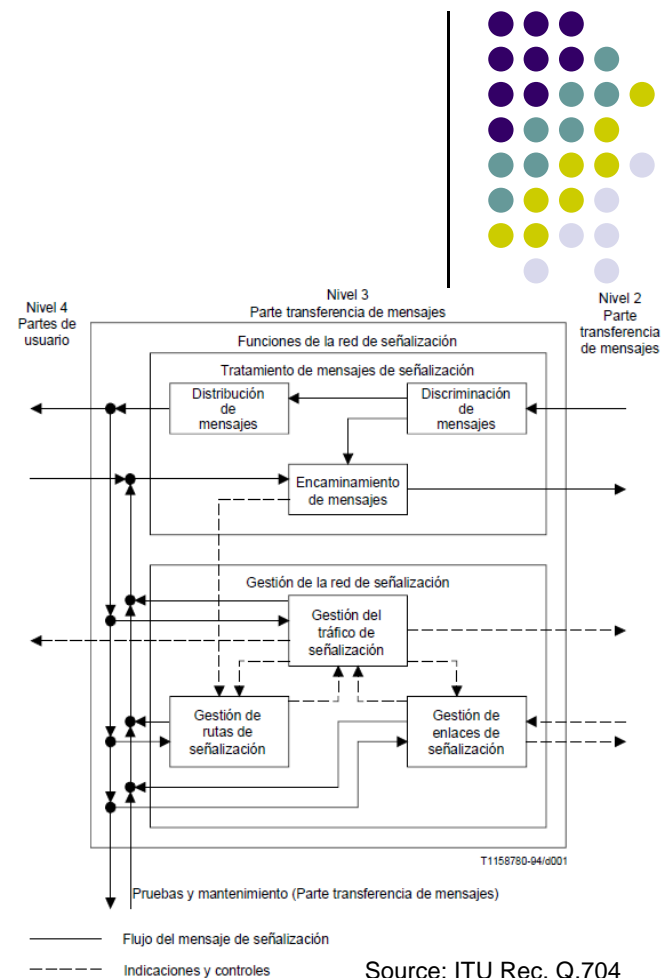 Nivel 4
Partes de
usuario
Nivel 3
Parte transferencia de mensajes
Nivel 2
Parte
transferencia
de mensajes
Funciones de la red de señalización
Tratamiento de mensajes de señalización
Distribución
de
mensajes
Discriminación
de
mensajes
Encaminamiento
de mensajes
Gestión de la red de señalización
Gestión del
tráfico de
señalización
Gestión de
rutas de
señalización
Gestión de
enlaces de
señalización
T1158780-94/d001
Pruebas y mantenimiento (Parte transferencia de mensajes)
Flujo del mensaje de señalización
Indicaciones y controles
Source: ITU Rec. Q.704